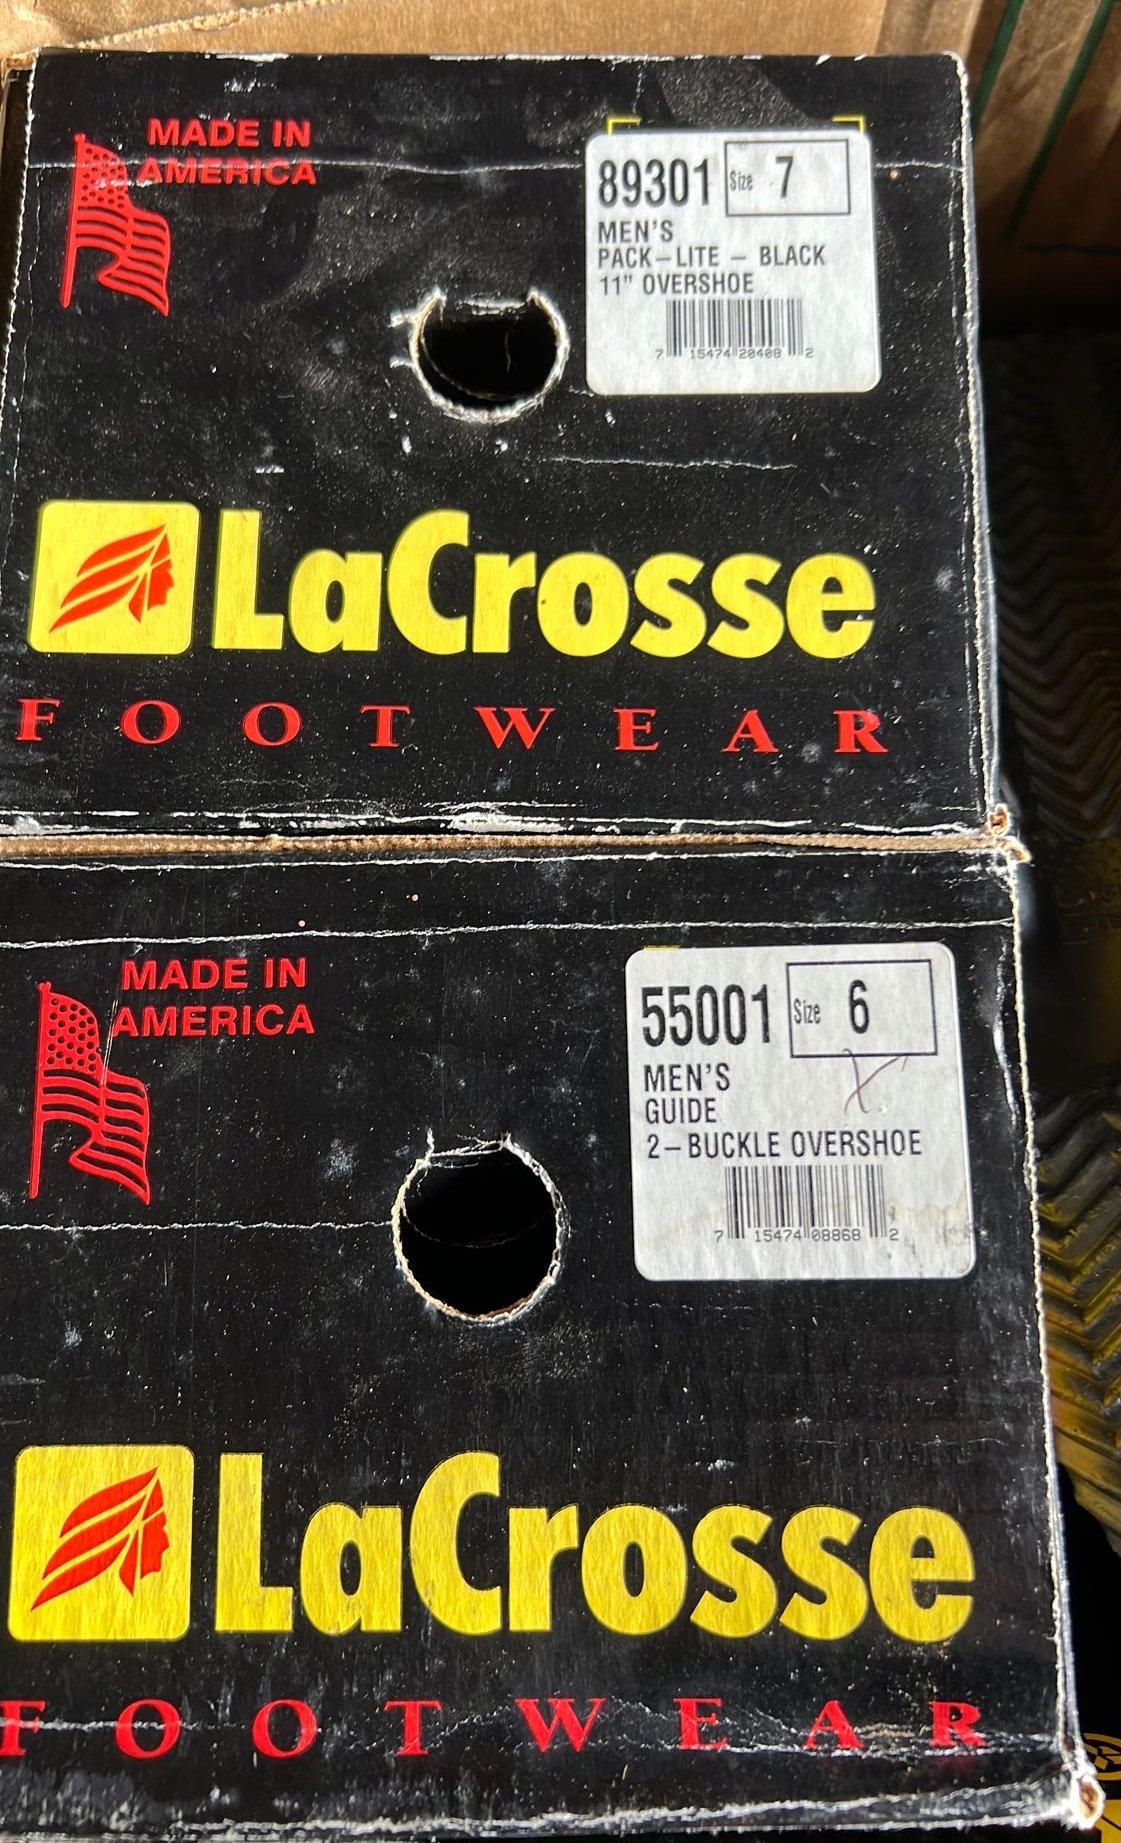 MADE IN
AMERICA
89301 Size 7
MEN'S
PACK-LITE - BLACK
11" OVERSHOE
7 15474 20408 2
LaCrosse
FOOTWEAR
MADE IN
AMERICA
55001 Size 6
MEN'S
GUIDE
2-BUCKLE OVERSHOE
7 15474 08868 2
LaCrosse
FOOTWEAR